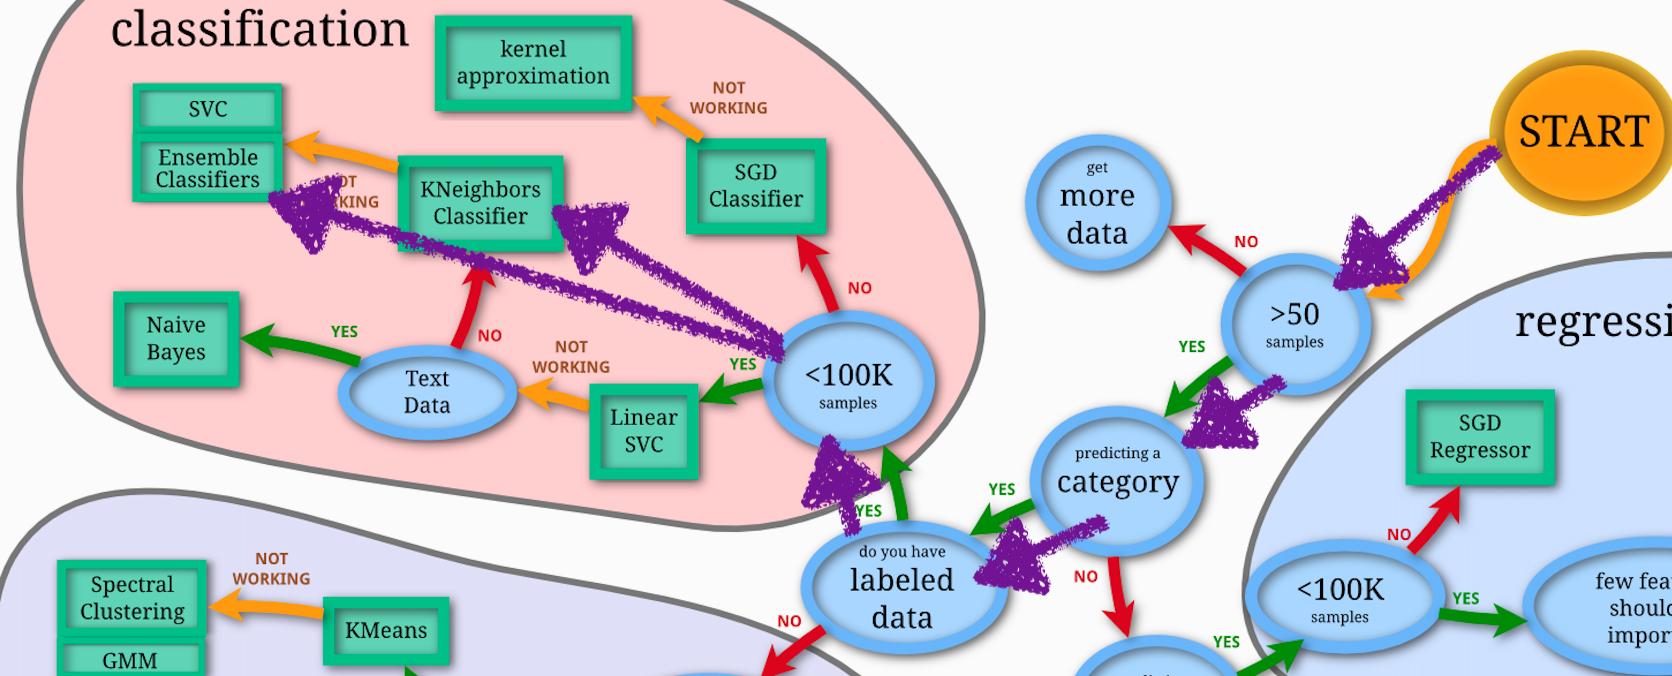 classification
kernel
approximation
NOT
WORKING
SVC
Ensemble
Classifiers
KNeighbors
Classifier
SGD
Classifier
START
get
more
data
NO
>50
samples
regressi
NO
Naive
Bayes
YES
NO
Text
Data
NOT
WORKING
YES
Linear
SVC
<100K
samples
YES
SGD
Regressor
predicting a
category
YES
YES
do you have
labeled
data
NO
NO
NO
<100K
samples
YES
few fea
shoul
impor
YES
Spectral
Clustering
NOT
WORKING
KMeans
GMM